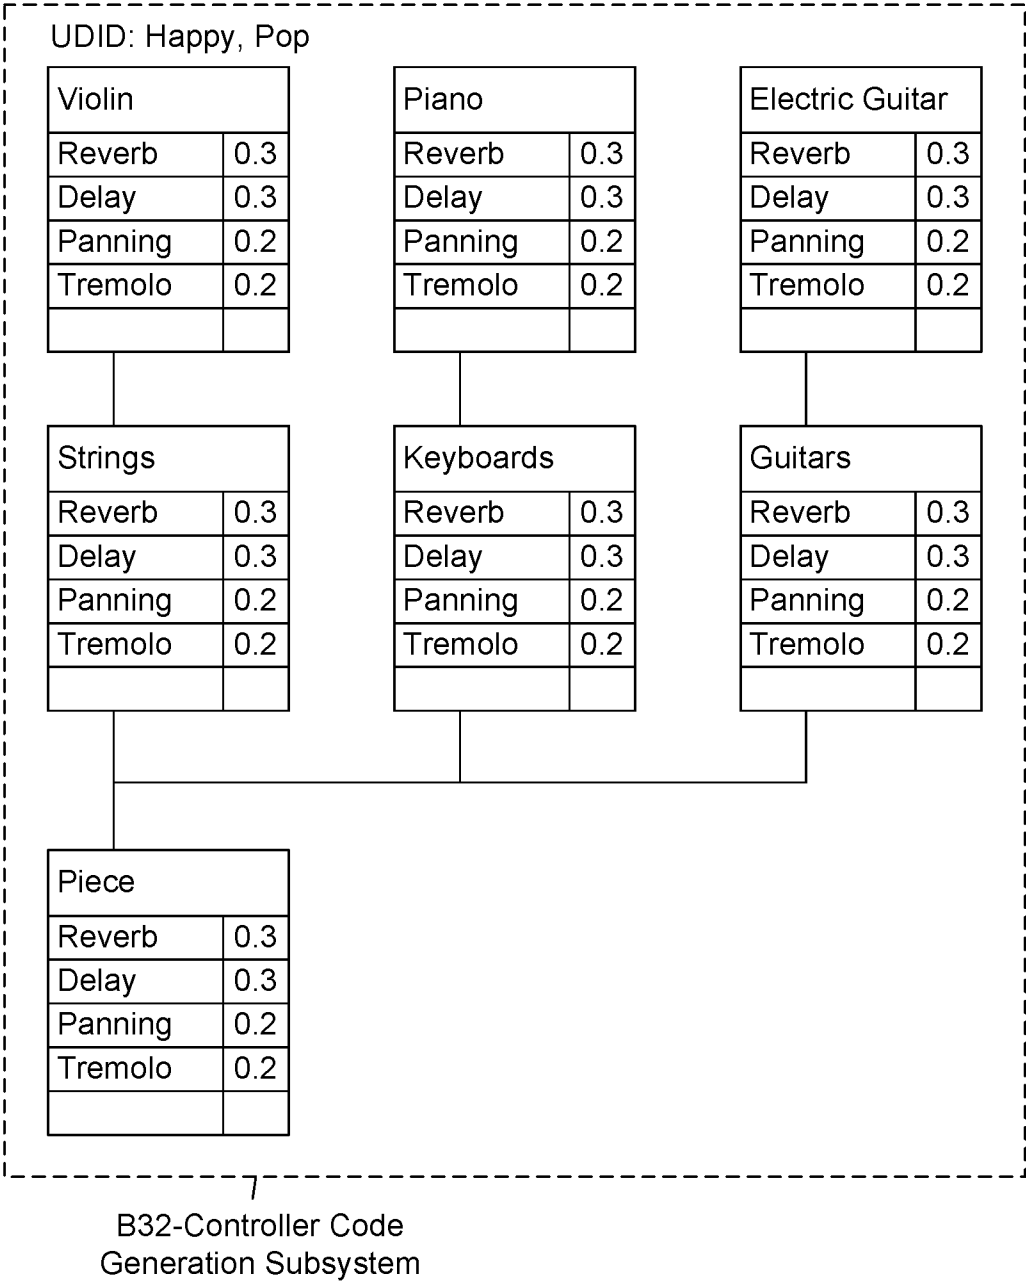 UDID: Happy, Pop
Violin
Reverb 0.3
Delay 0.3
Panning 0.2
Tremolo 0.2
Piano
Reverb 0.3
Delay 0.3
Panning 0.2
Tremolo 0.2
Electric Guitar
Reverb 0.3
Delay 0.3
Panning 0.2
Tremolo 0.2
Strings
Reverb 0.3
Delay 0.3
Panning 0.2
Tremolo 0.2
Keyboards
Reverb 0.3
Delay 0.3
Panning 0.2
Tremolo 0.2
Guitars
Reverb 0.3
Delay 0.3
Panning 0.2
Tremolo 0.2
Piece
Reverb 0.3
Delay 0.3
Panning 0.2
Tremolo 0.2
B32-Controller Code
Generation Subsystem